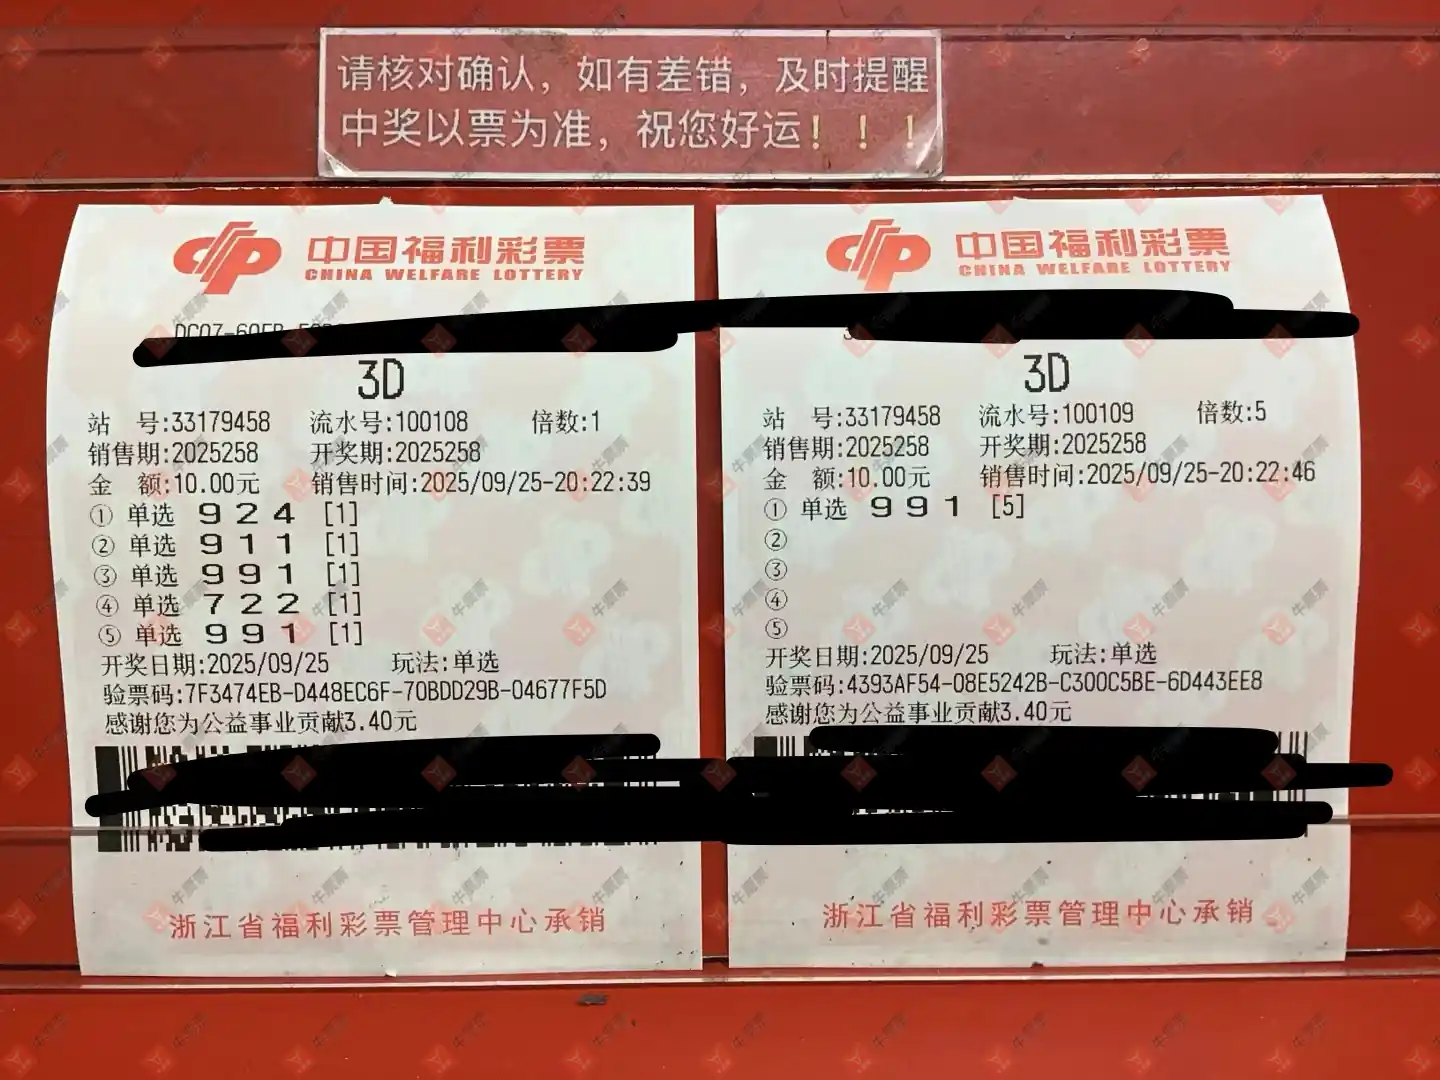 请核对确认，如有差错，及时提醒
中奖以票为准，祝您好运！！！
中国福利彩票
CHINA WELFARE LOTTERY
3D
站 号:33179458 流水号:100108 倍数:1
销售期:2025258 开奖期:2025258
金 额:10.00元 销售时间:2025/09/25-20:22:39
① 单选 9 2 4 [1]
② 单选 9 1 1 [1]
③ 单选 9 9 1 [1]
④ 单选 7 2 2 [1]
⑤ 单选 9 9 1 [1]
开奖日期:2025/09/25 玩法:单选
验票码:7F3474EB-D448EC6F-70BDD29B-04677F5D
感谢您为公益事业贡献3.40元
浙江省福利彩票管理中心承销
中国福利彩票
CHINA WELFARE LOTTERY
3D
站 号:33179458 流水号:100109 倍数:5
销售期:2025258 开奖期:2025258
金 额:10.00元 销售时间:2025/09/25-20:22:46
① 单选 9 9 1 [5]
②
③
④
⑤
开奖日期:2025/09/25 玩法:单选
验票码:4393AF54-08E5242B-C300C5BE-6D443EE8
感谢您为公益事业贡献3.40元
浙江省福利彩票管理中心承销